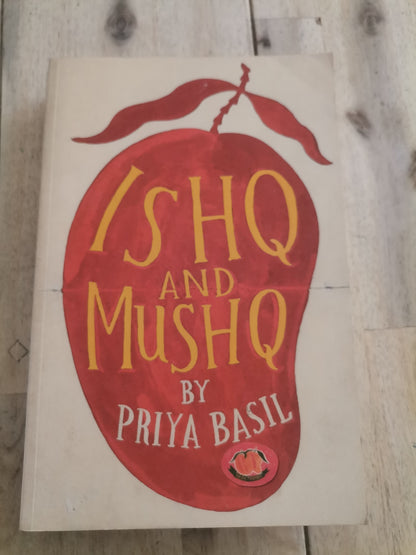 ISHQ
AND
MUSHQ
BY
PRIYA BASIL